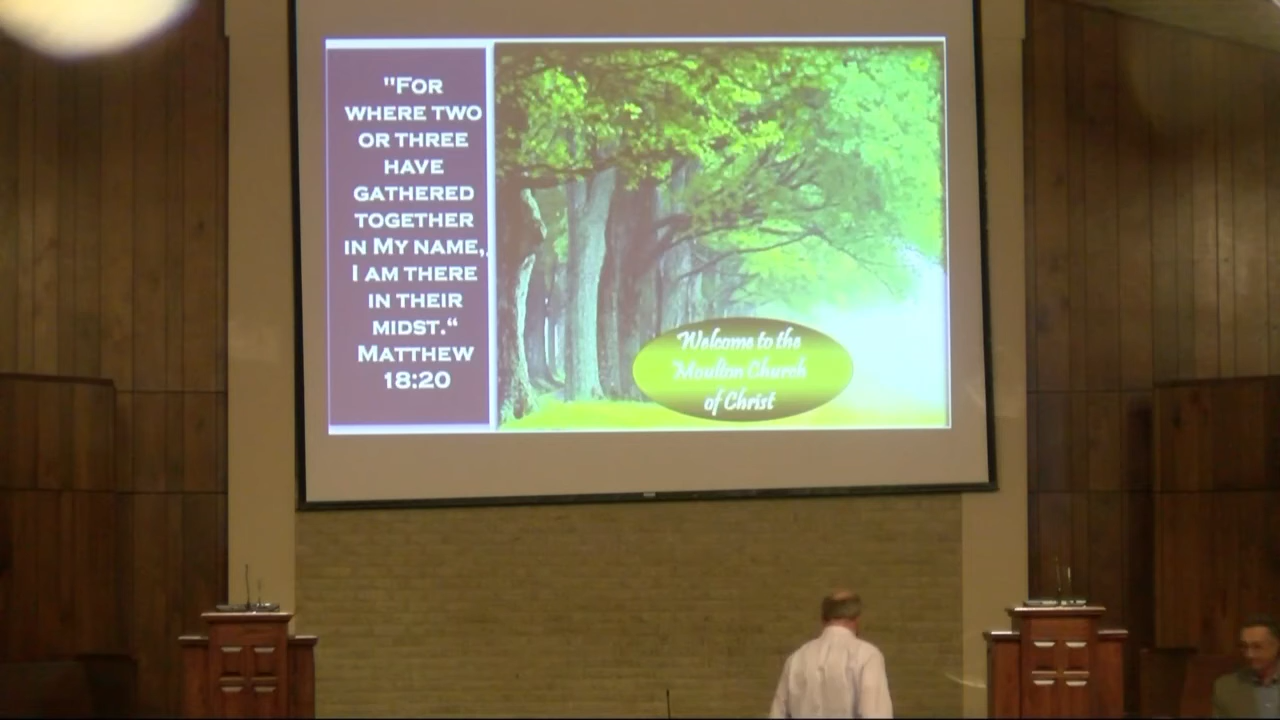 "FOR
WHERE TWO
OR THREE
HAVE
GATHERED
TOGETHER
IN MY NAME,
I AM THERE
IN THEIR
MIDST.“
MATTHEW
18:20
Welcome to the
Moulton Church
of Christ